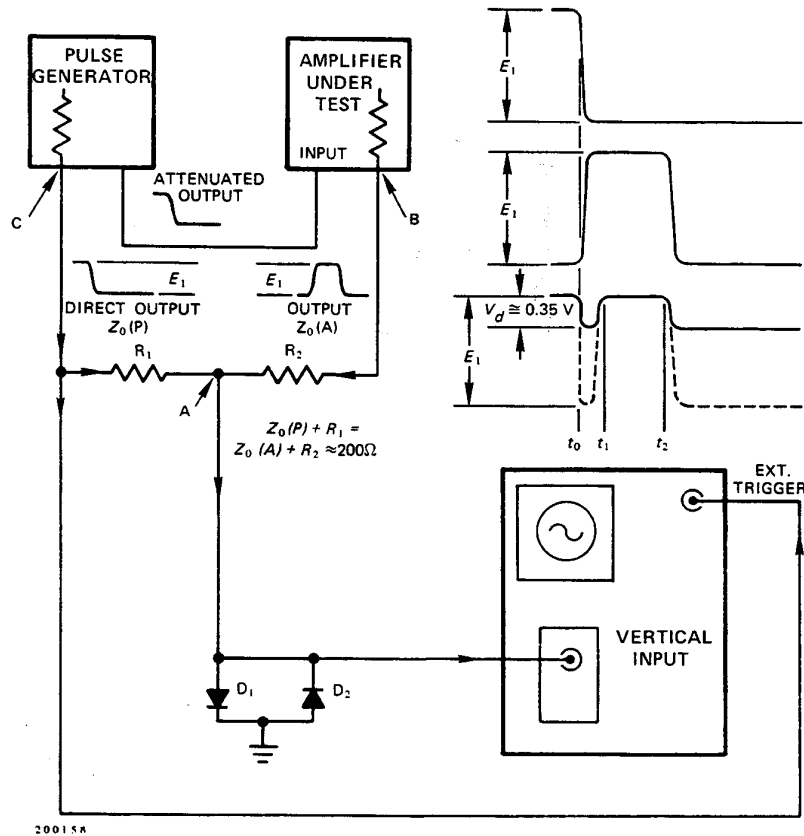 PULSE
GENERATOR
AMPLIFIER
UNDER
TEST
INPUT
ATTENUATED
OUTPUT
C
B
E₁
E₁
DIRECT OUTPUT
Z₀(P)
E₁
OUTPUT
Z₀(A)
R₁
R₂
A
Z₀(P) + R₁ =
Z₀(A) + R₂ ≈200Ω
E₁
V_d ≅ 0.35 V
E₁
t₀
t₁
t₂
EXT.
TRIGGER
VERTICAL
INPUT
D₁
D₂
200158